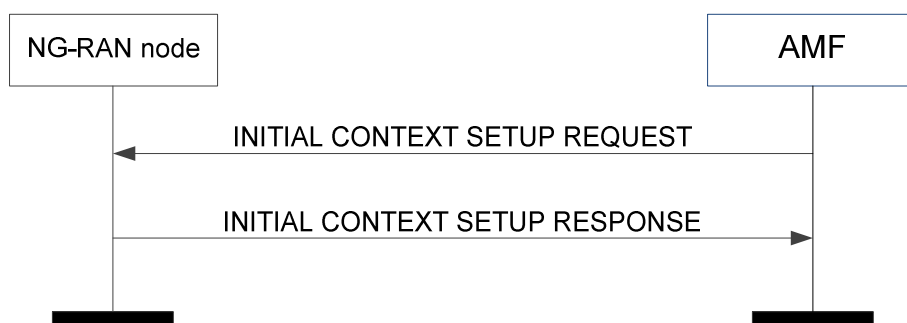 NG-RAN node
AMF
INITIAL CONTEXT SETUP REQUEST
INITIAL CONTEXT SETUP RESPONSE